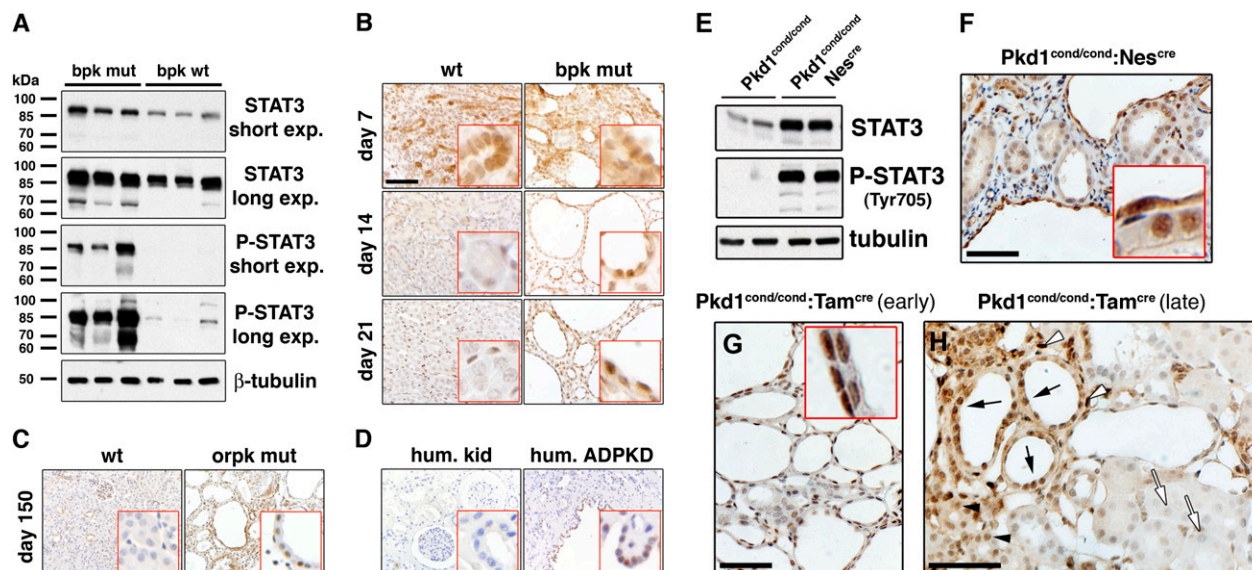 A
bpk mut bpk wt
kDa
100
85
70
60
STAT3
short exp.
100
85
70
60
STAT3
long exp.
100
85
70
60
P-STAT3
short exp.
100
85
70
60
P-STAT3
long exp.
50
β-tubulin
B
wt bpk mut
day 7
day 14
day 21
C
wt orpk mut
day 150
D
hum. kid hum. ADPKD
E
Pkd1cond/cond
Pkd1cond/cond
Nescre
STAT3
P-STAT3
(Tyr705)
tubulin
F
Pkd1cond/cond:Nescre
Pkd1cond/cond:Tamcre (early)
G
Pkd1cond/cond:Tamcre (late)
H